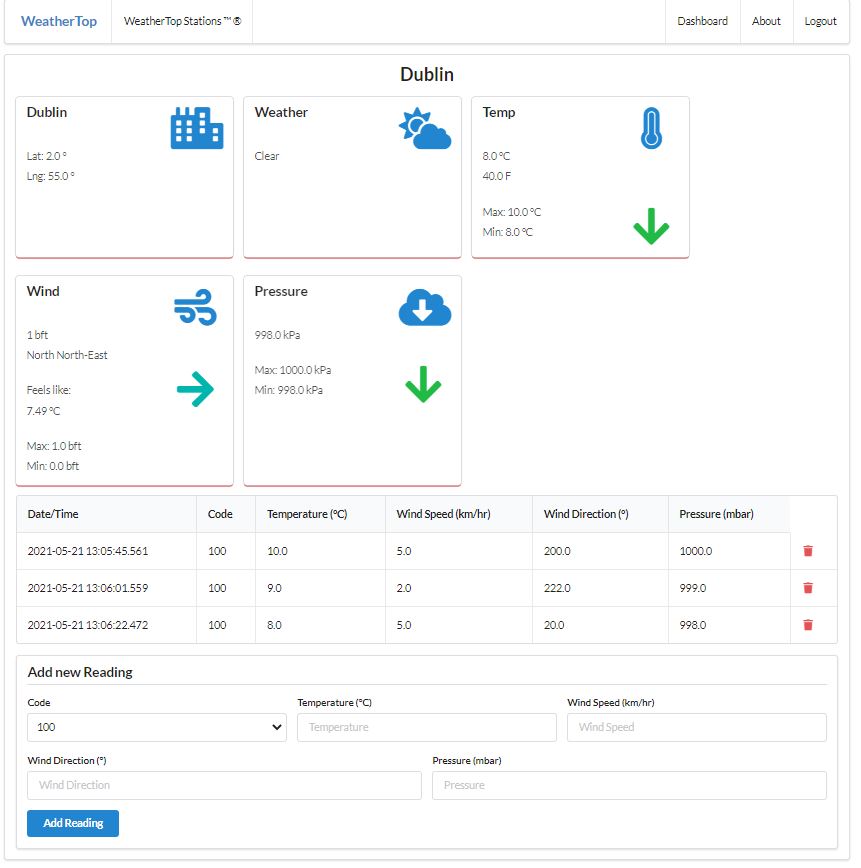 WeatherTop WeatherTop Stations ™ ® Dashboard About Logout
Dublin
Dublin
Lat: 2.0 °
Lng: 55.0 °
Weather
Clear
Temp
8.0 °C
40.0 F
Max: 10.0 °C
Min: 8.0 °C
Wind
1 bft
North North-East
Feels like:
7.49 °C
Max: 1.0 bft
Min: 0.0 bft
Pressure
998.0 kPa
Max: 1000.0 kPa
Min: 998.0 kPa
Date/Time Code Temperature (°C) Wind Speed (km/hr) Wind Direction (°) Pressure (mbar)
2021-05-21 13:05:45.561 100 10.0 5.0 200.0 1000.0
2021-05-21 13:06:01.559 100 9.0 2.0 222.0 999.0
2021-05-21 13:06:22.472 100 8.0 5.0 20.0 998.0
Add new Reading
Code Temperature (°C) Wind Speed (km/hr)
100 Temperature Wind Speed
Wind Direction (°) Pressure (mbar)
Wind Direction Pressure
Add Reading